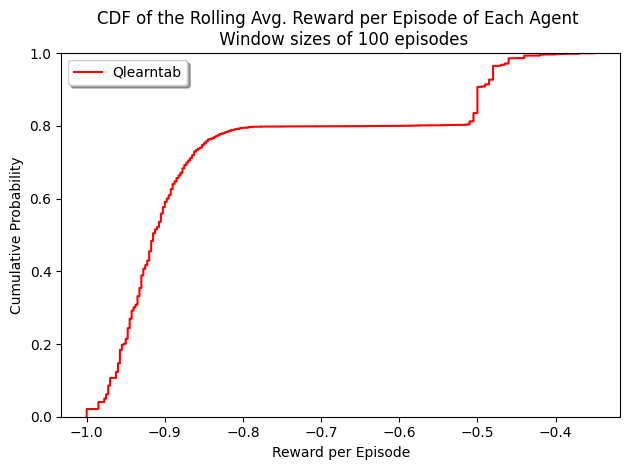 CDF of the Rolling Avg. Reward per Episode of Each Agent
Window sizes of 100 episodes
Qlearntab
Cumulative Probability
1.0
0.8
0.6
0.4
0.2
0.0
−1.0 −0.9 −0.8 −0.7 −0.6 −0.5 −0.4
Reward per Episode